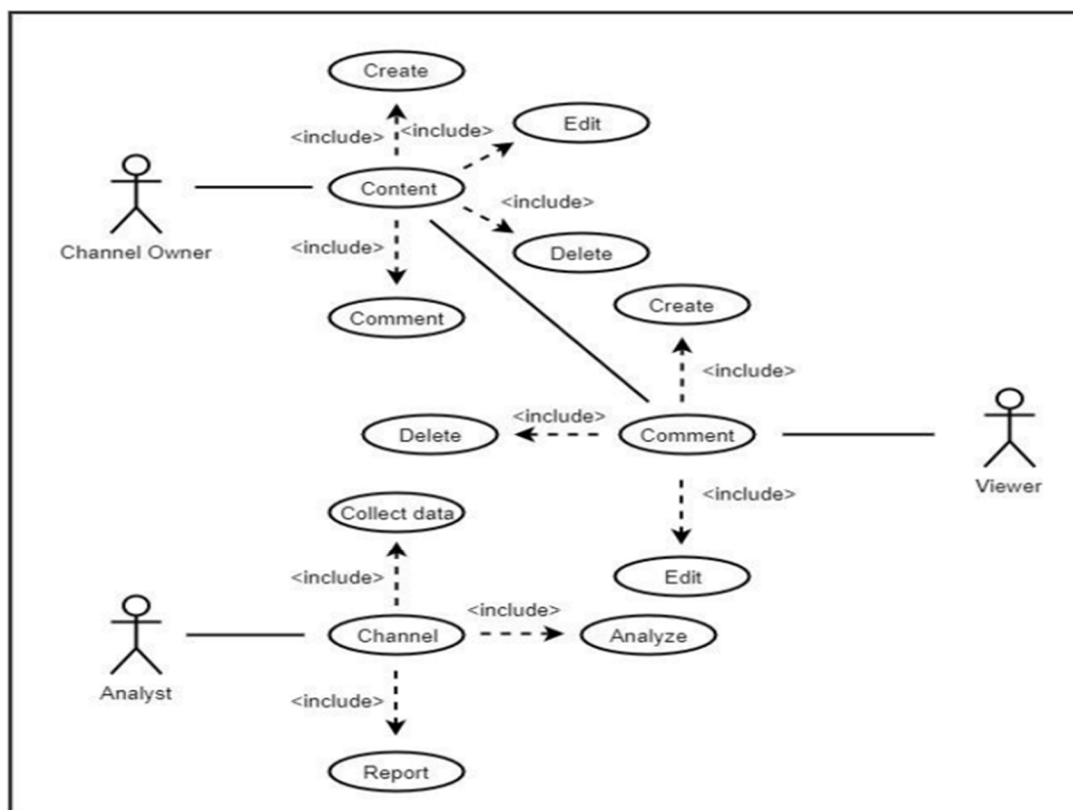 Create
<include>
<include>
Edit
Content
<include>
Channel Owner
<include>
Delete
Create
Comment
<include>
<include>
Delete
Comment
Viewer
<include>
Collect data
<include>
Edit
<include>
Channel
Analyze
Analyst
<include>
Report